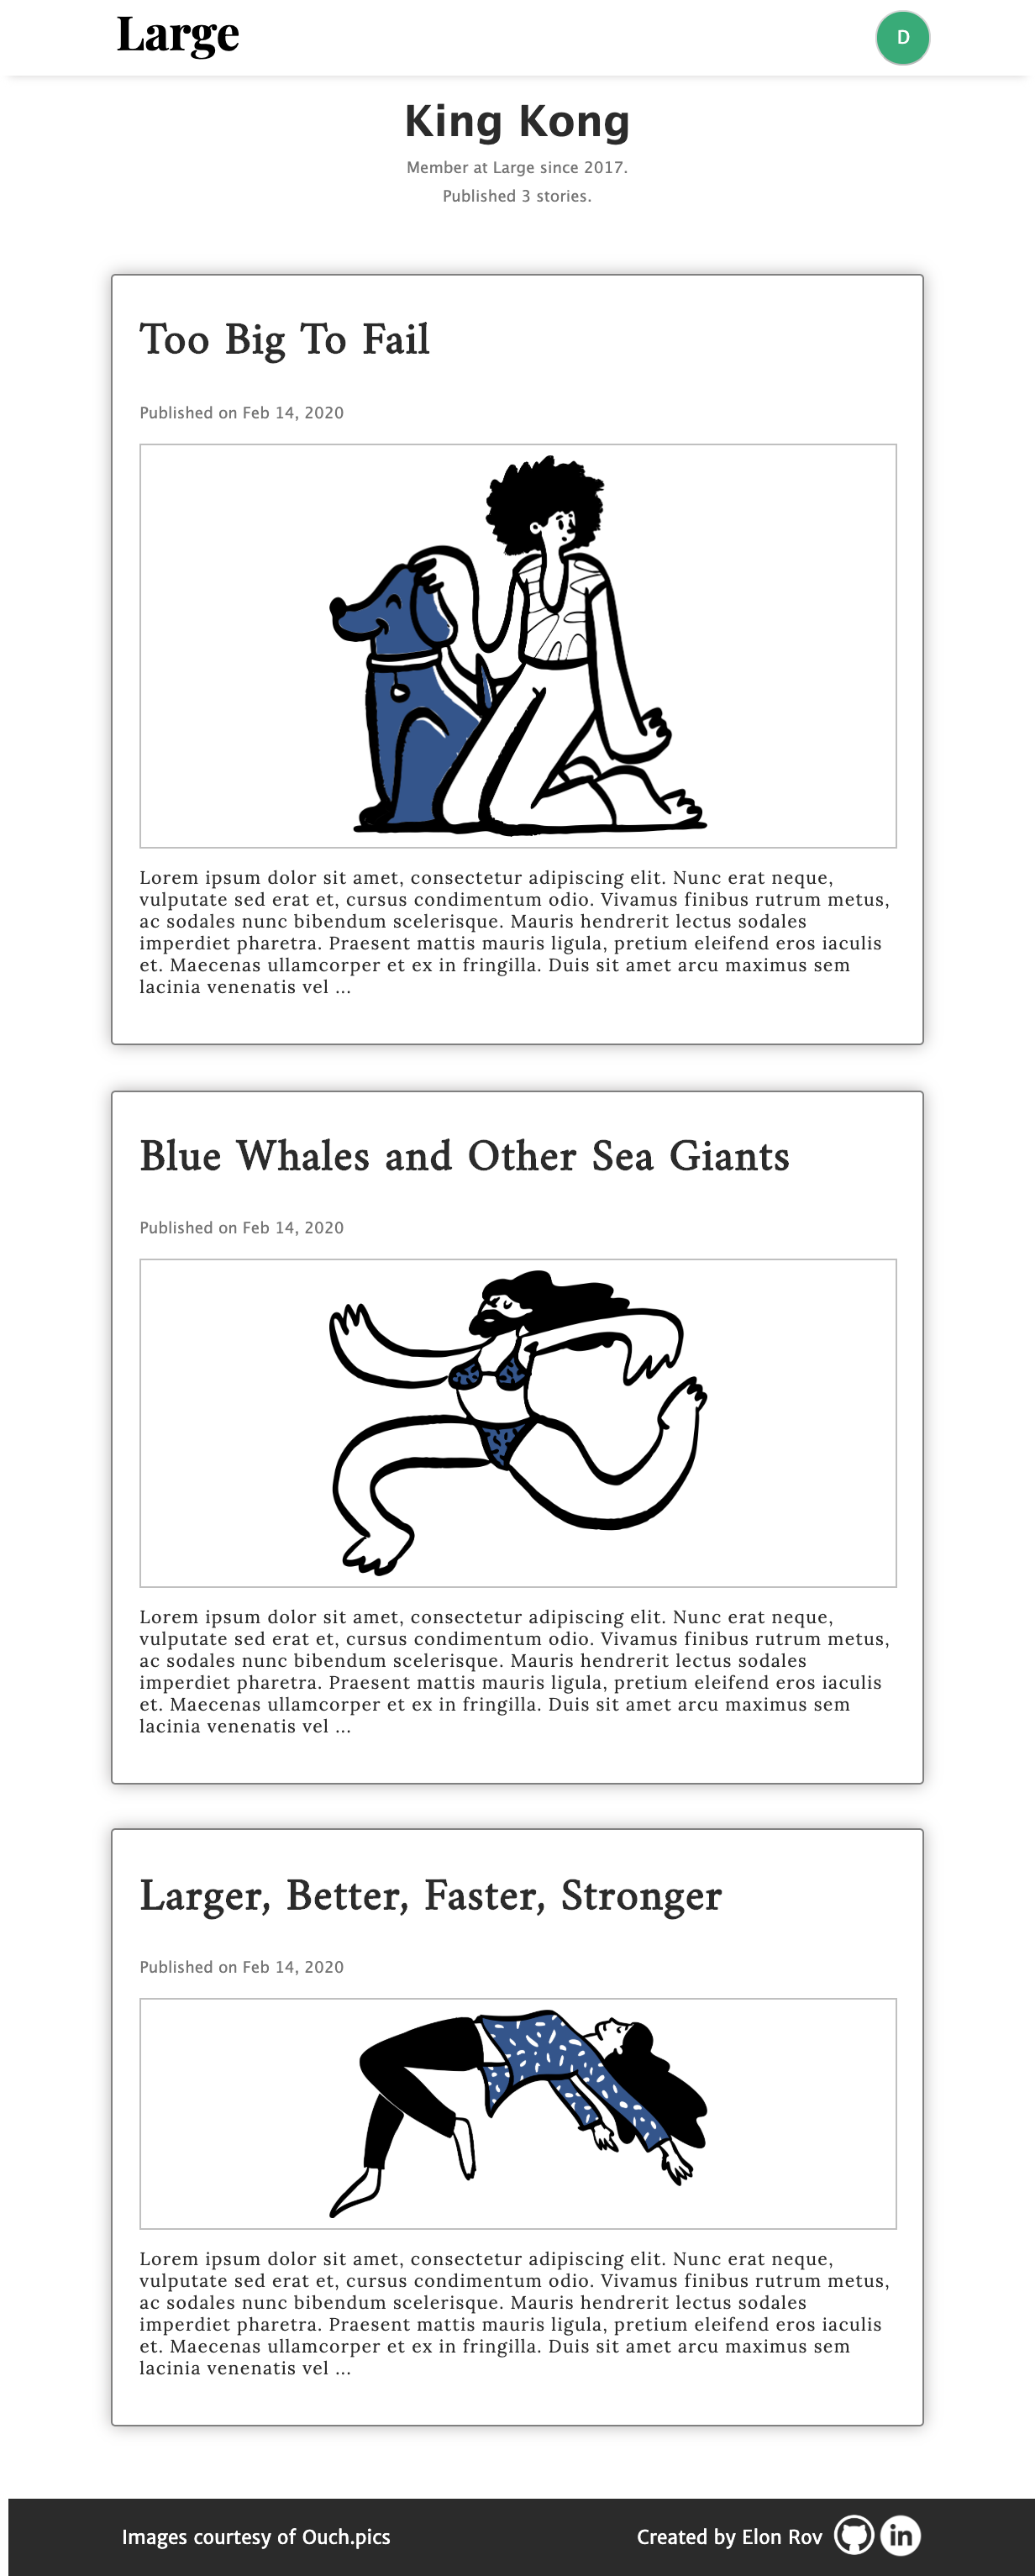 Large
D
King Kong
Member at Large since 2017.
Published 3 stories.
Too Big To Fail
Published on Feb 14, 2020
Lorem ipsum dolor sit amet, consectetur adipiscing elit. Nunc erat neque,
vulputate sed erat et, cursus condimentum odio. Vivamus finibus rutrum metus,
ac sodales nunc bibendum scelerisque. Mauris hendrerit lectus sodales
imperdiet pharetra. Praesent mattis mauris ligula, pretium eleifend eros iaculis
et. Maecenas ullamcorper et ex in fringilla. Duis sit amet arcu maximus sem
lacinia venenatis vel ...
Blue Whales and Other Sea Giants
Published on Feb 14, 2020
Lorem ipsum dolor sit amet, consectetur adipiscing elit. Nunc erat neque,
vulputate sed erat et, cursus condimentum odio. Vivamus finibus rutrum metus,
ac sodales nunc bibendum scelerisque. Mauris hendrerit lectus sodales
imperdiet pharetra. Praesent mattis mauris ligula, pretium eleifend eros iaculis
et. Maecenas ullamcorper et ex in fringilla. Duis sit amet arcu maximus sem
lacinia venenatis vel ...
Larger, Better, Faster, Stronger
Published on Feb 14, 2020
Lorem ipsum dolor sit amet, consectetur adipiscing elit. Nunc erat neque,
vulputate sed erat et, cursus condimentum odio. Vivamus finibus rutrum metus,
ac sodales nunc bibendum scelerisque. Mauris hendrerit lectus sodales
imperdiet pharetra. Praesent mattis mauris ligula, pretium eleifend eros iaculis
et. Maecenas ullamcorper et ex in fringilla. Duis sit amet arcu maximus sem
lacinia venenatis vel ...
Images courtesy of Ouch.pics
Created by Elon Rov
in